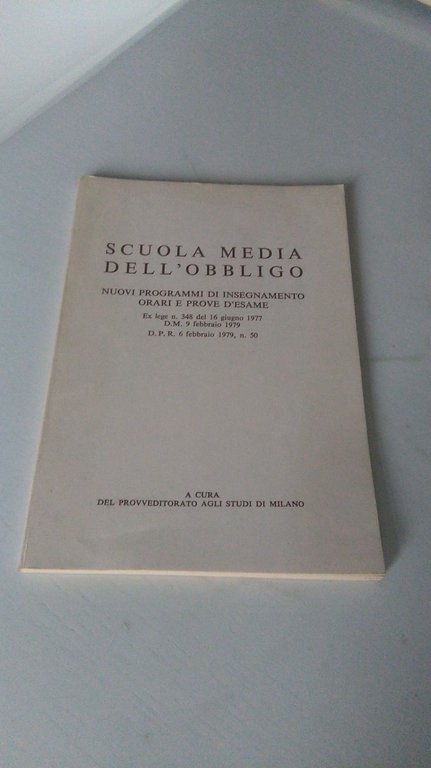 SCUOLA MEDIA
DELL'OBBLIGO
NUOVI PROGRAMMI DI INSEGNAMENTO
ORARI E PROVE D'ESAME
Ex lege n. 348 del 16 giugno 1977
D.M. 9 febbraio 1979
D. P. R. 6 febbraio 1979, n. 50
A CURA
DEL PROVVEDITORATO AGLI STUDI DI MILANO